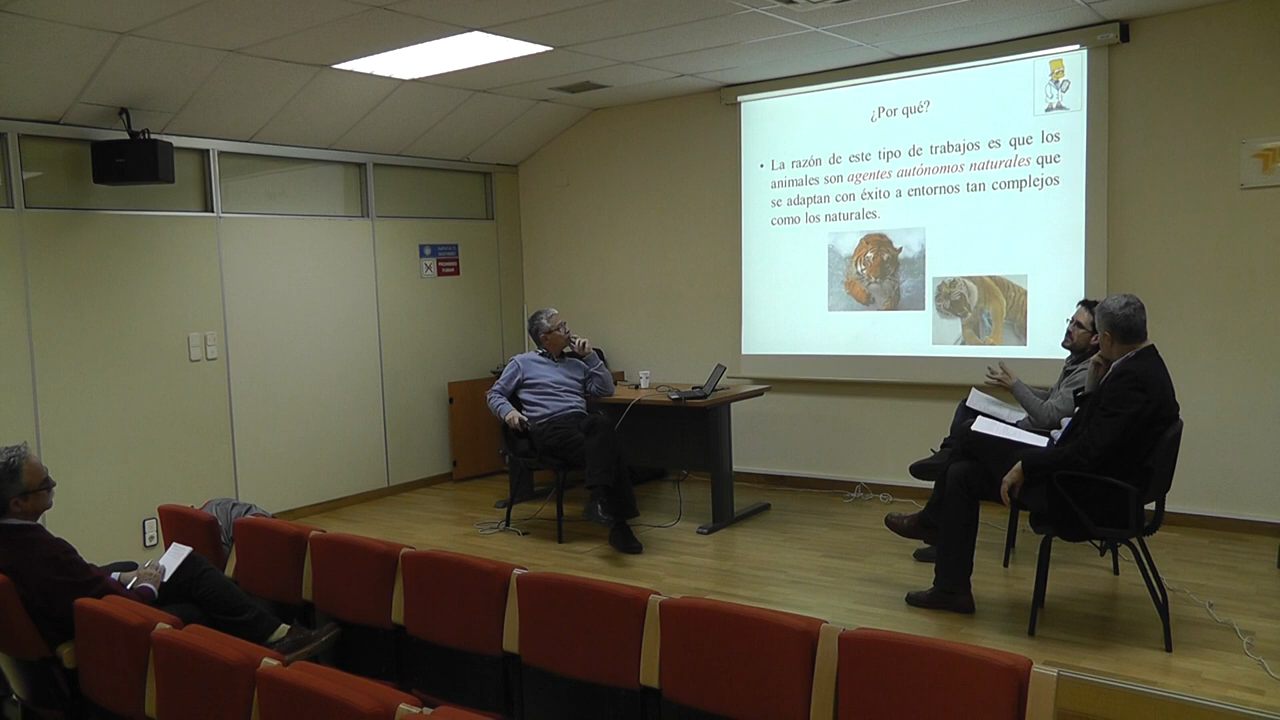 ¿Por qué?
• La razón de este tipo de trabajos es que los
animales son agentes autónomos naturales que
se adaptan con éxito a entornos tan complejos
como los naturales.